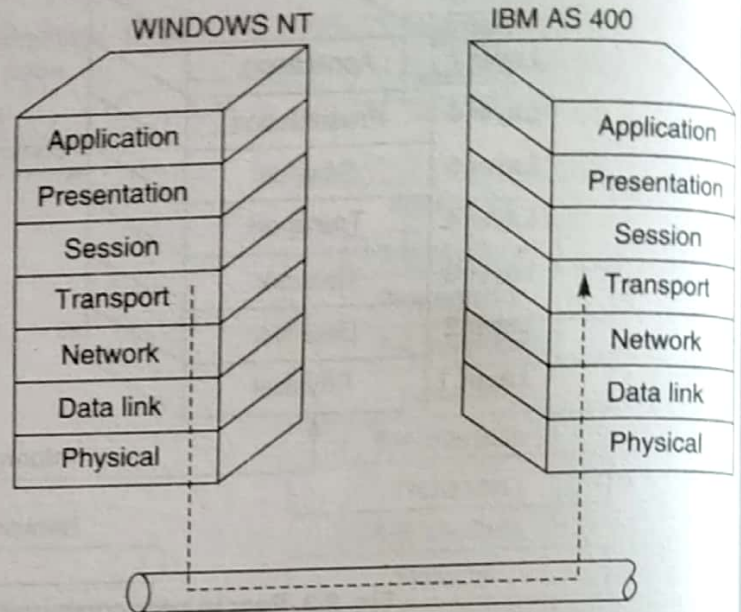 WINDOWS NT
IBM AS 400
Application
Presentation
Session
Transport
Network
Data link
Physical
Application
Presentation
Session
Transport
Network
Data link
Physical